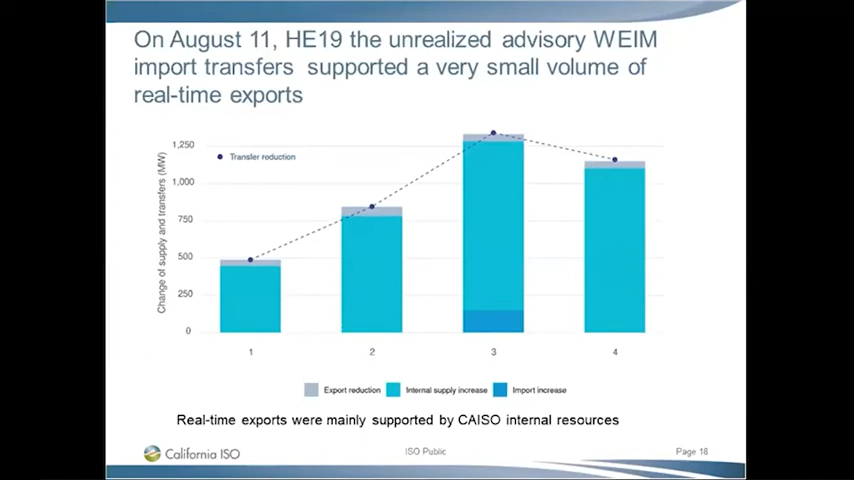 On August 11, HE19 the unrealized advisory WEIM
import transfers supported a very small volume of
real-time exports
Change of supply and transfers (MW)
1,250
1,000
750
500
250
0
Transfer reduction
1 2 3 4
Export reduction Internal supply increase Import increase
Real-time exports were mainly supported by CAISO internal resources
California ISO ISO Public Page 18